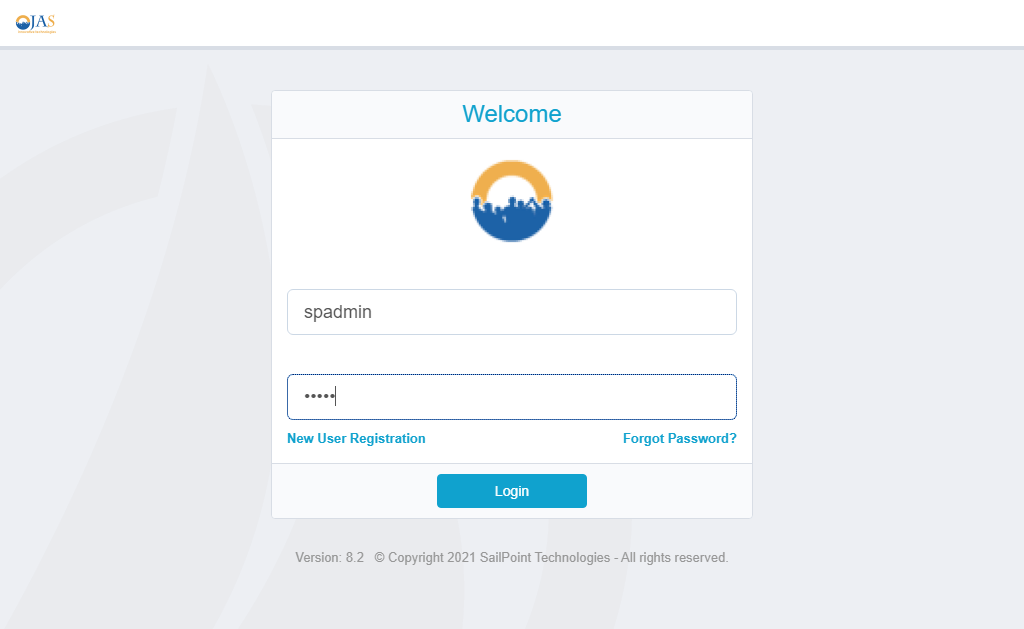 OJAS
Welcome
spadmin
•••••
New User Registration
Forgot Password?
Login
Version: 8.2 © Copyright 2021 SailPoint Technologies - All rights reserved.